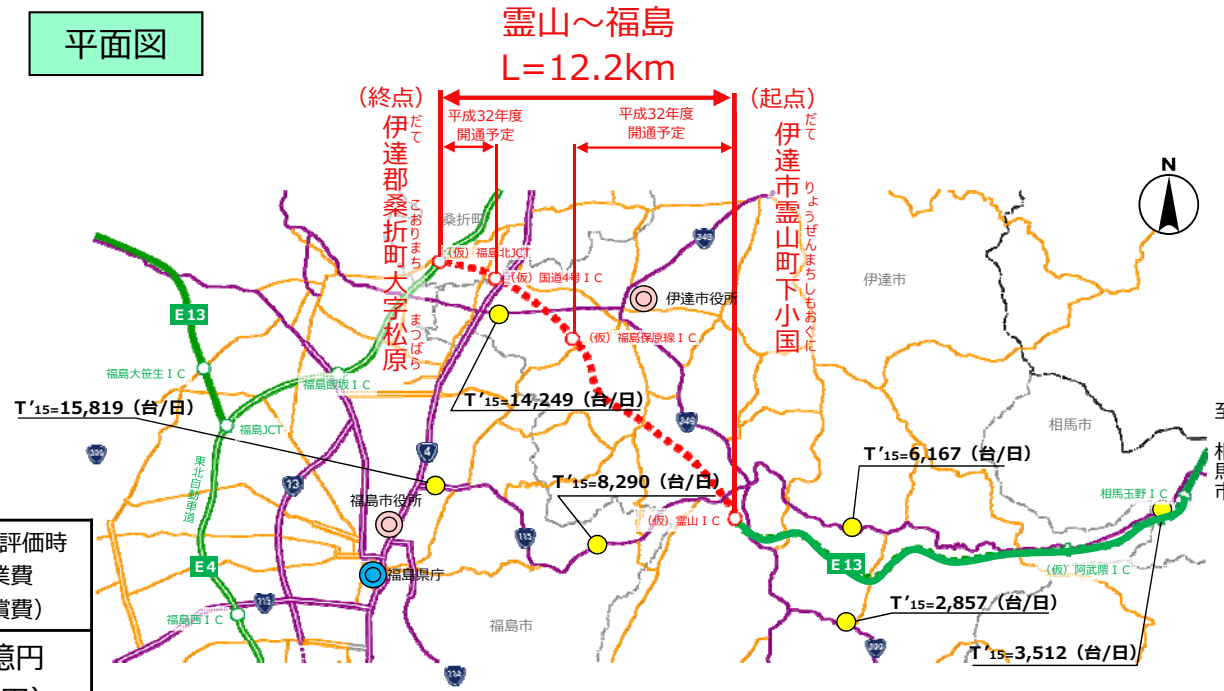 平面図
霊山~福島
L=12.2km
(終点)
(起点)
平成32年度
開通予定
平成32年度
開通予定
伊達郡桑折町大字松原
だて
こおりまち
まつばら
伊達市霊山町下小国
だて
りょうぜんまちしもおぐに
N
桑折町
(仮)福島北JCT
(仮)国道4号IC
349
伊達市役所
伊達市
E13
(仮)福島保原線IC
福島大笹生IC
福島飯坂IC
T'15=15,819(台/日)
T'15=14,249(台/日)
349
福島JCT
4
相馬市
至 相馬市
東北自動車道
13
T'15=8,290(台/日)
T'15=6,167(台/日)
福島市役所
(仮)霊山IC
相馬玉野IC
115
評価時
業費
償費)
E4
福島県庁
E13
(仮)阿武隈IC
115
福島西IC
福島市
T'15=2,857(台/日)
億円
T'15=3,512(台/日)